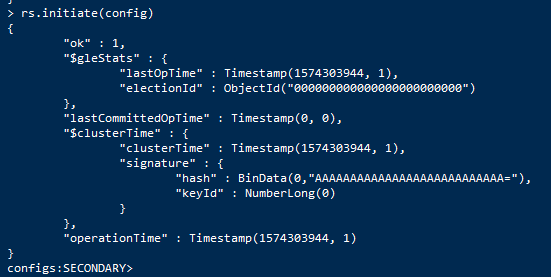 > rs.initiate(config)
{
        "ok" : 1,
        "$gleStats" : {
                "lastOpTime" : Timestamp(1574303944, 1),
                "electionId" : ObjectId("000000000000000000000000")
        },
        "lastCommittedOpTime" : Timestamp(0, 0),
        "$clusterTime" : {
                "clusterTime" : Timestamp(1574303944, 1),
                "signature" : {
                        "hash" : BinData(0,"AAAAAAAAAAAAAAAAAAAAAAAAAAA="),
                        "keyId" : NumberLong(0)
                }
        },
        "operationTime" : Timestamp(1574303944, 1)
}
configs:SECONDARY>